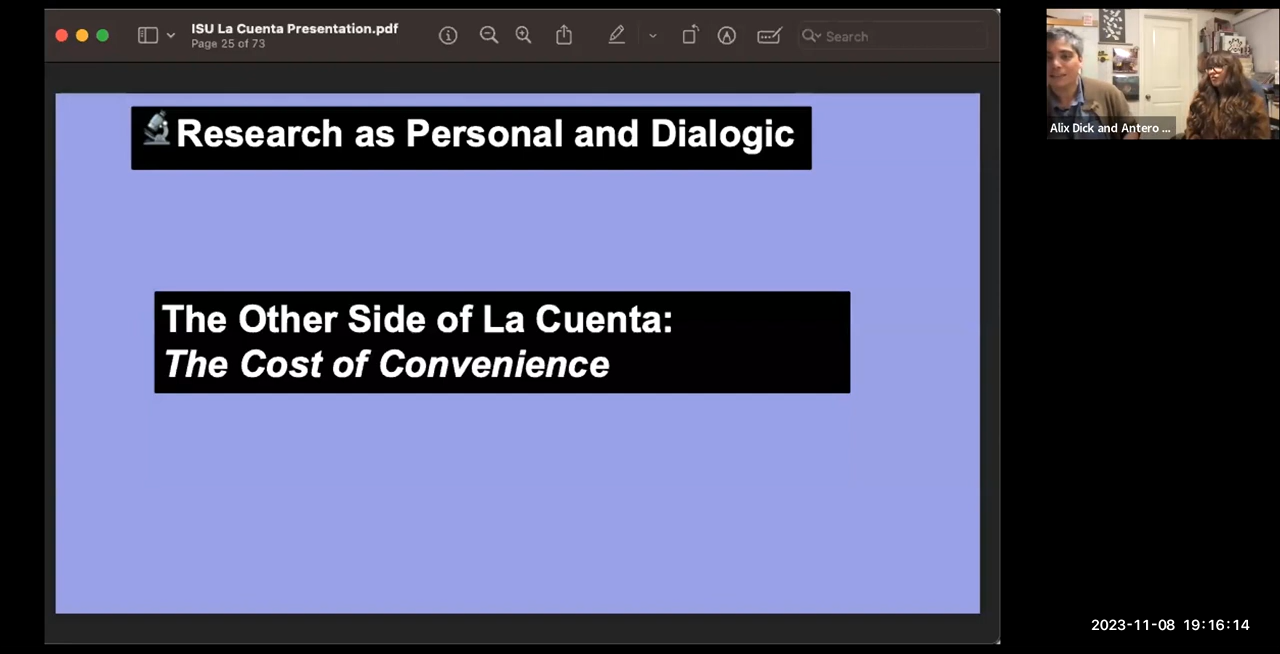 ISU La Cuenta Presentation.pdf
Page 25 of 73
Search
Research as Personal and Dialogic
The Other Side of La Cuenta:
The Cost of Convenience
Alix Dick and Antero ...
2023-11-08 19:16:14